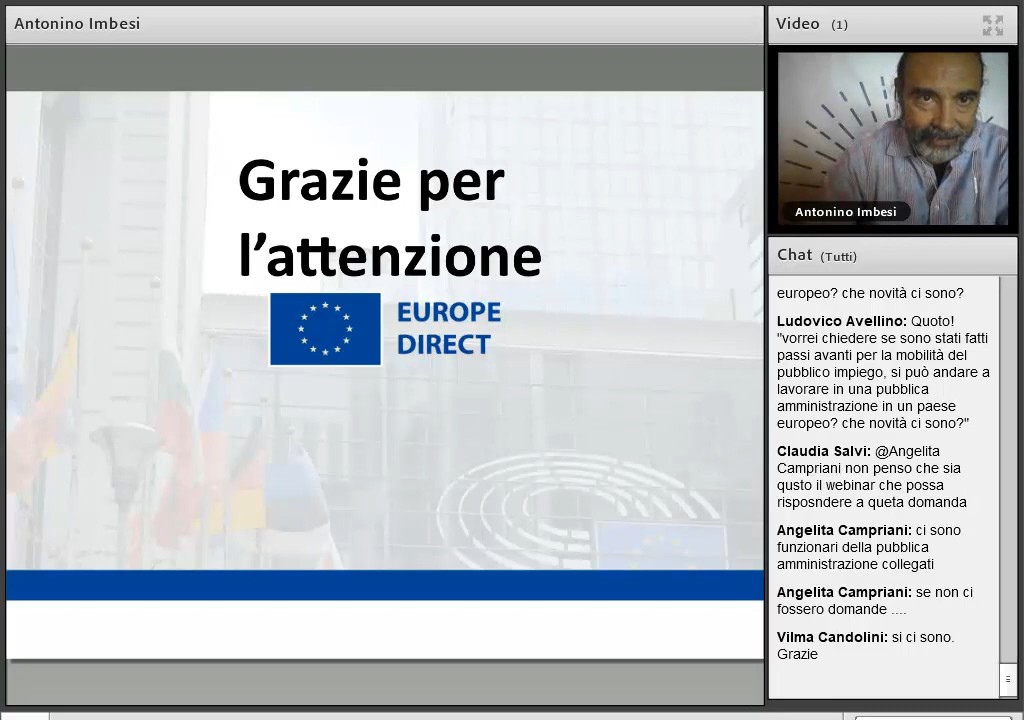 Antonino Imbesi
Grazie per
l’attenzione
EUROPE
DIRECT
Video (1)
Antonino Imbesi
Chat (Tutti)
europeo? che novità ci sono?
Ludovico Avellino: Quoto!
"vorrei chiedere se sono stati fatti
passi avanti per la mobilità del
pubblico impiego, si può andare a
lavorare in una pubblica
amministrazione in un paese
europeo? che novità ci sono?"
Claudia Salvi: @Angelita
Campriani non penso che sia
qusto il webinar che possa
risposndere a queta domanda
Angelita Campriani: ci sono
funzionari della pubblica
amministrazione collegati
Angelita Campriani: se non ci
fossero domande ....
Vilma Candolini: si ci sono.
Grazie